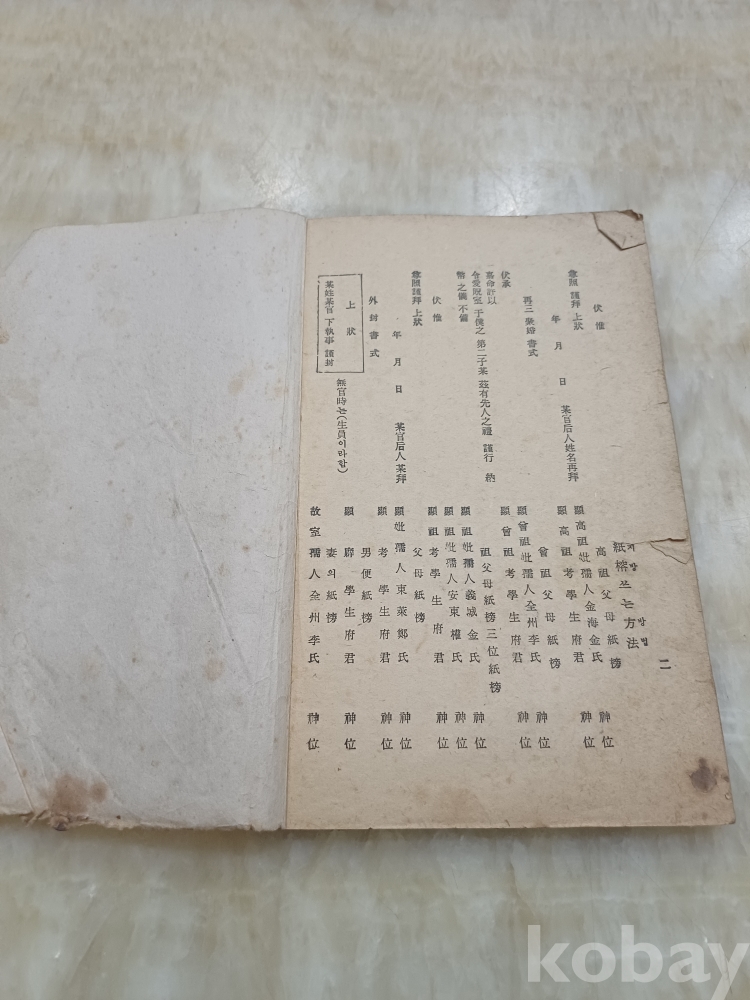 伏惟
尊照 謹拜 上狀
年 月 日 某官后人姓名再拜
再三娶婚書式
伏承
嘉命許以
令愛貺室 于僕之 第二子某 茲有先人之禮 謹行 納
幣之儀 不備
伏惟
尊照謹拜 上狀
年 月 日 某官后人某拜
外封書式
上狀
某姓某官 下執事 謹封
無官時는(生員이라함)
二
紙榜쓰는方法
지방 방법
高祖父母紙榜
顯高祖妣孺人金海金氏 神位
顯高祖考學生府君 神位
曾祖父母紙榜
顯曾祖妣孺人全州李氏 神位
顯曾祖考學生府君 神位
祖父母紙榜三位紙榜
顯祖妣孺人義城金氏 神位
顯祖妣孺人安東權氏 神位
顯祖考學生府君 神位
父母紙榜
顯妣孺人東萊鄭氏 神位
顯考學生府君 神位
男便紙榜
顯辟學生府君 神位
妻의紙榜
故室孺人全州李氏 神位
kobay